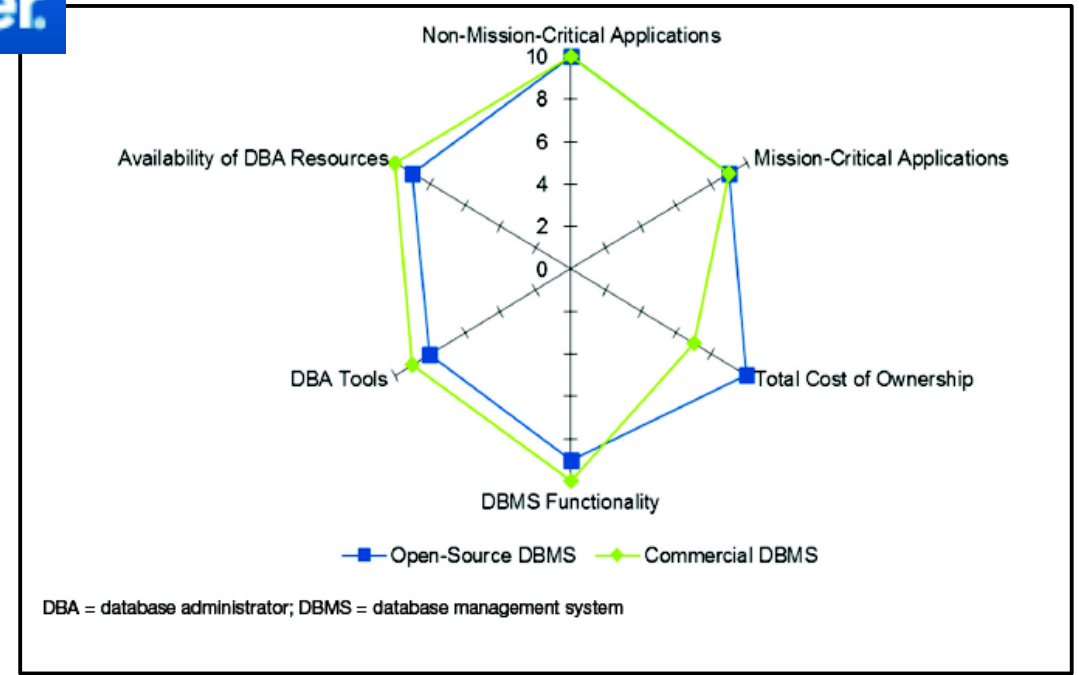 er.
Non-Mission-Critical Applications
10
8
6
4
2
0
Availability of DBA Resources
Mission-Critical Applications
DBA Tools
Total Cost of Ownership
DBMS Functionality
Open-Source DBMS
Commercial DBMS
DBA = database administrator; DBMS = database management system